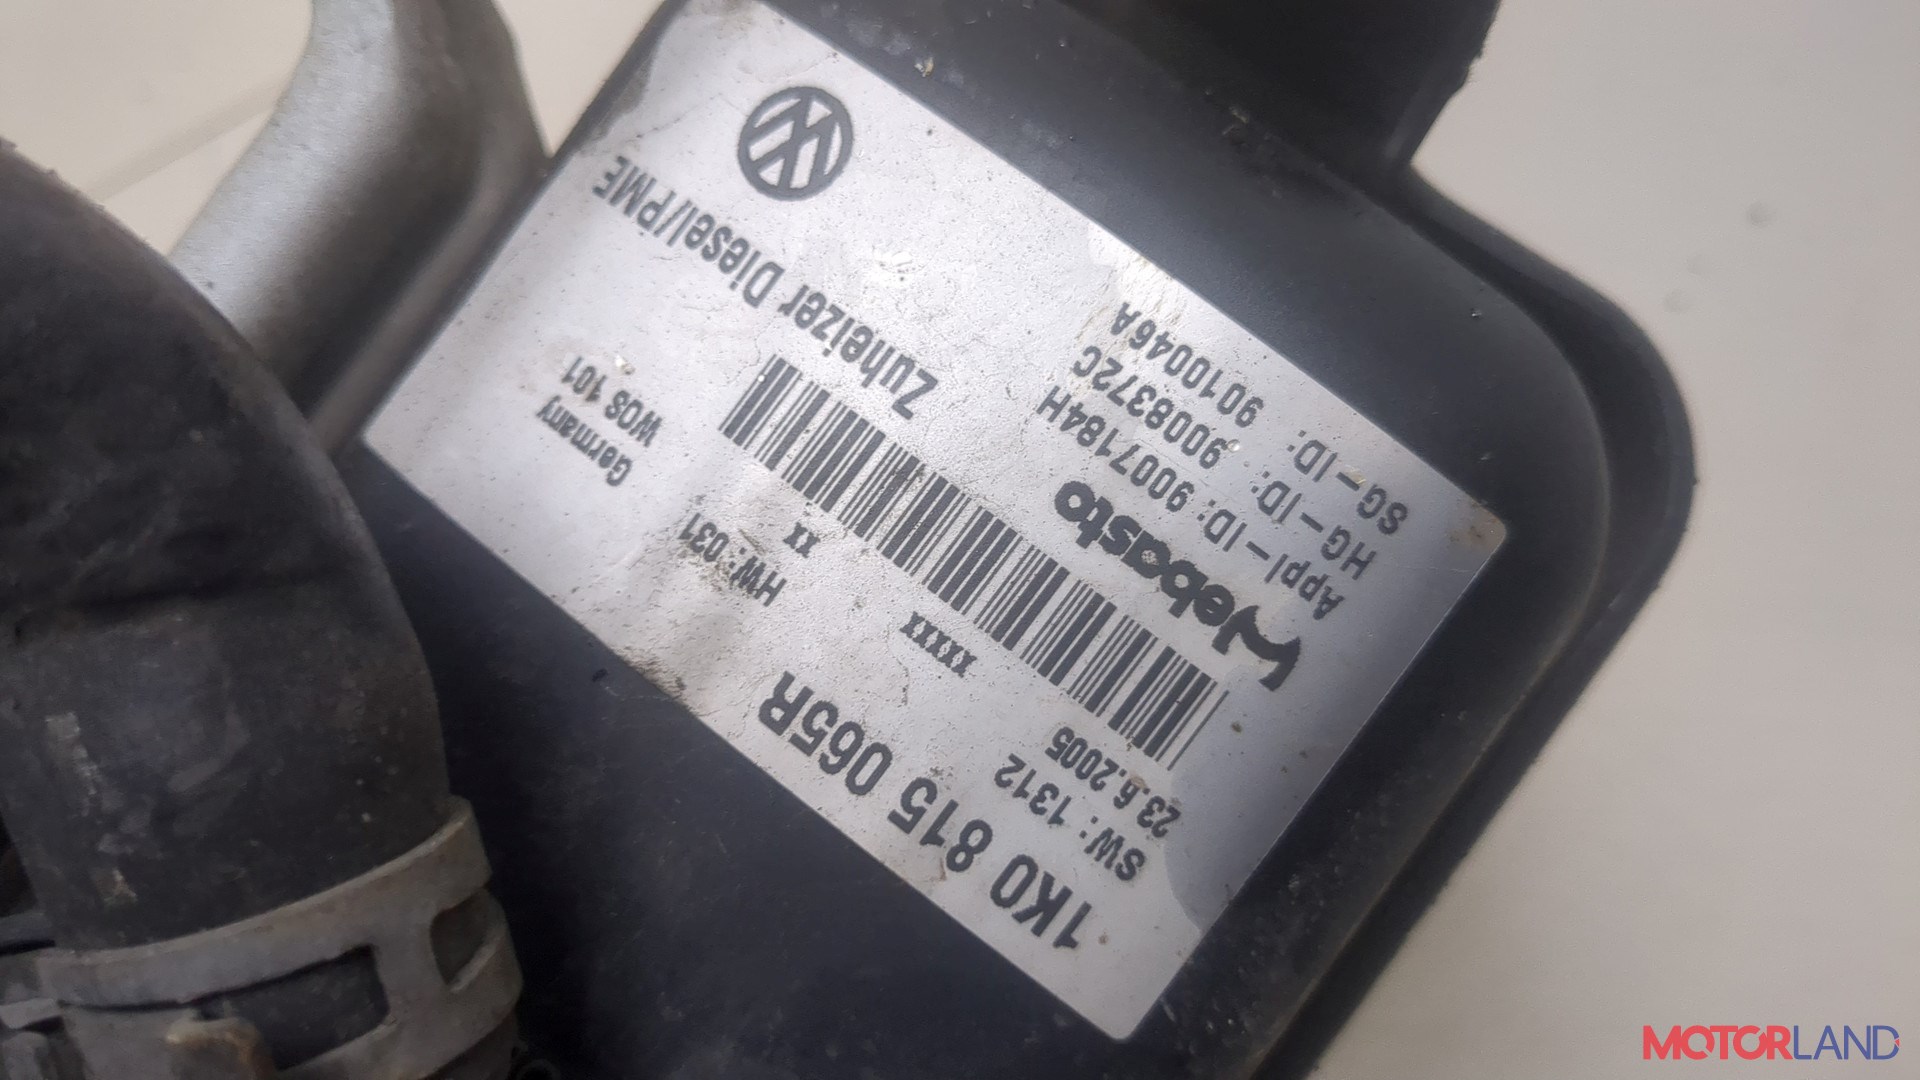 1K0 815 065R
SW: 1312
HW: 031
Germany
23.6.2005
xxxxx
xx
WOS 101
Webasto
Zuheizer Diesel/PME
Appl-ID: 9007184H
HG-ID: 9008372C
SG-ID: 9010046A
MOTORLAND